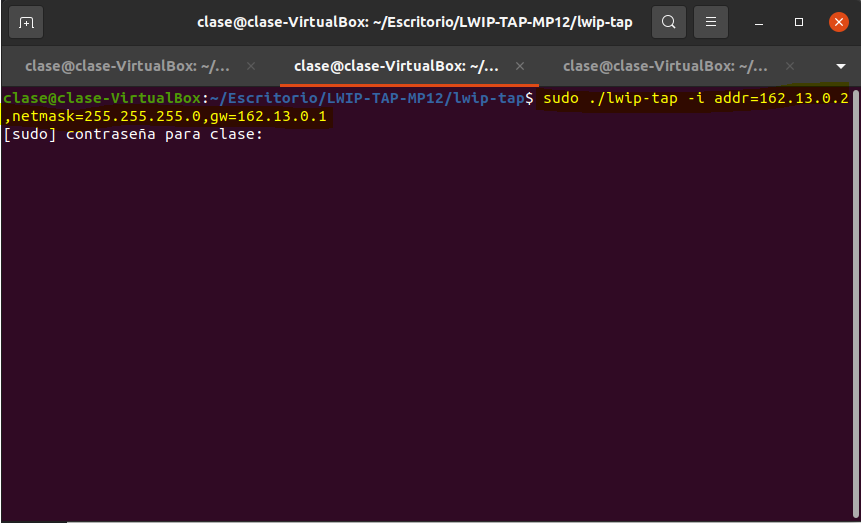 clase@clase-VirtualBox: ~/Escritorio/LWIP-TAP-MP12/lwip-tap
clase@clase-VirtualBox: ~/... × clase@clase-VirtualBox: ~/... × clase@clase-VirtualBox: ~/... ×
clase@clase-VirtualBox:~/Escritorio/LWIP-TAP-MP12/lwip-tap$ sudo ./lwip-tap -i addr=162.13.0.2
,netmask=255.255.255.0,gw=162.13.0.1
[sudo] contraseña para clase: